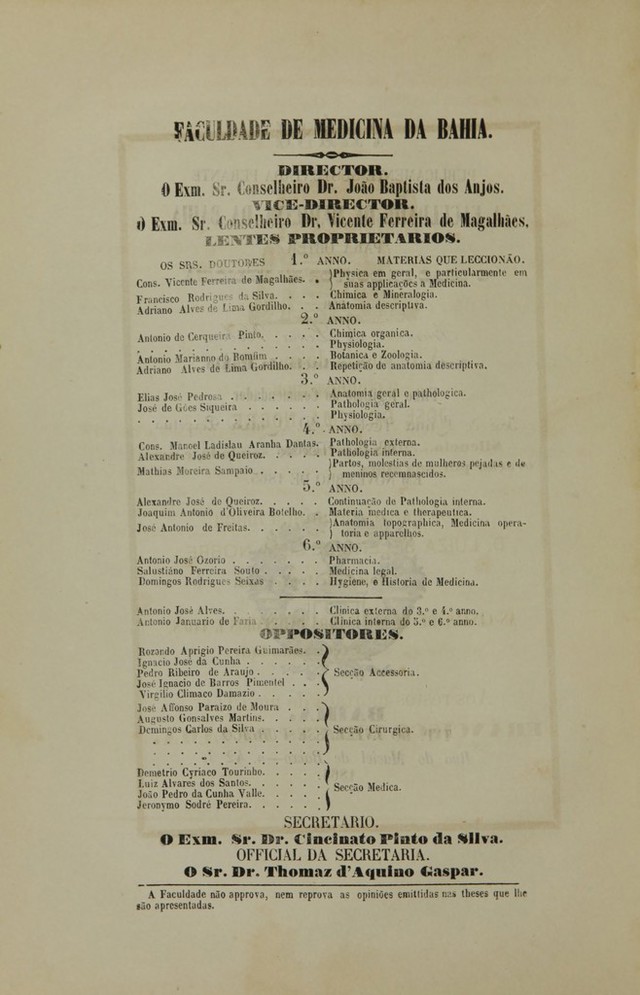 FACULDADE DE MEDICINA DA BAHIA.
DIRECTOR.
O Exm. Sr. Conselheiro Dr. João Baptista dos Anjos.
VICE-DIRECTOR.
O Exm. Sr. Conselheiro Dr. Vicente Ferreira de Magalhães.
LENTES PROPRIETARIOS.
OS SRS. DOUTORES 1.º ANNO. MATERIAS QUE LECCIONÃO.
Cons. Vicente Ferreira de Magalhães. . } Physica em geral, e particularmente em
suas applicações a Medicina.
Francisco Rodrigues da Silva. . . . Chimica e Mineralogia.
Adriano Alves de Lima Gordilho. . . Anatomia descriptiva.
2.º ANNO.
Antonio de Cerqueira Pinto. . . . . Chimica organica.
. . . . . . . . . . . . Physiologia.
Antonio Marianno do Bomfim . . . . Botanica e Zoologia.
Adriano Alves de Lima Gordilho. . . Repetição de anatomia descriptiva.
3.º ANNO.
Elias José Pedrosa . . . . . . . Anatomia geral e pathologica.
José de Góes Siqueira . . . . . . Pathologia geral.
. . . . . . . . . . . . Physiologia.
4.º ANNO.
Cons. Manoel Ladislau Aranha Dantas. Pathologia externa.
Alexandre José de Queiroz. . . . . Pathologia interna.
Mathias Moreira Sampaio . . . . . } Partos, molestias de mulheres pejadas e de
meninos recemnascidos.
5.º ANNO.
Alexandre José de Queiroz. . . . . Continuação de Pathologia interna.
Joaquim Antonio d'Oliveira Botelho. . Materia medica e therapeutica.
José Antonio de Freitas. . . . . . } Anatomia topographica, Medicina opera-
toria e apparelhos.
6.º ANNO.
Antonio José Ozorio . . . . . . . Pharmacia.
Salustiáno Ferreira Souto . . . . . Medicina legal.
Domingos Rodrigues Seixas . . . . Hygiene, e Historia de Medicina.
Antonio José Alves. . . . . . . . Clinica externa do 3.º e 4.º anno.
Antonio Januario de Faria . . . . Clinica interna do 5.º e 6.º anno.
OPPOSITORES.
Rozendo Aprigio Pereira Guimarães. .
Ignacio José da Cunha . . . . . .
Pedro Ribeiro de Araujo . . . . . } Secção Accessoria.
José Ignacio de Barros Pimentel . . .
Virgilio Climaco Damazio . . . . .
José Affonso Paraizo de Moura . . .
Augusto Gonsalves Martins. . . . .
Domingos Carlos da Silva . . . . . } Secção Cirurgica.
. . . . . . . . . . . .
. . . . . . . . . . . .
Demetrio Cyriaco Tourinho. . . . .
Luiz Alvares dos Santos. . . . . . } Secção Medica.
João Pedro da Cunha Valle. . . . .
Jeronymo Sodré Pereira. . . . . .
SECRETARIO.
O Exm. Sr. Dr. Cincinato Pinto da Silva.
OFFICIAL DA SECRETARIA.
O Sr. Dr. Thomaz d'Aquino Gaspar.
A Faculdade não approva, nem reprova as opiniões emittidas nas theses que lhe
são apresentadas.